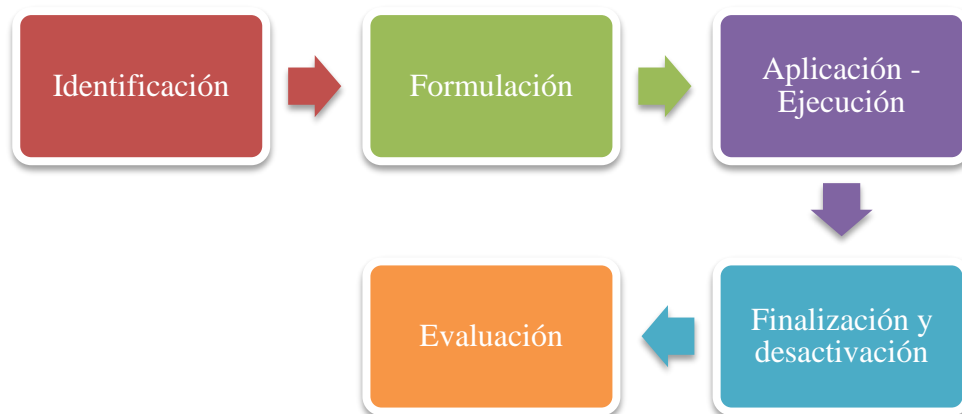 Identificación
Formulación
Aplicación -
Ejecución
Finalización y
desactivación
Evaluación